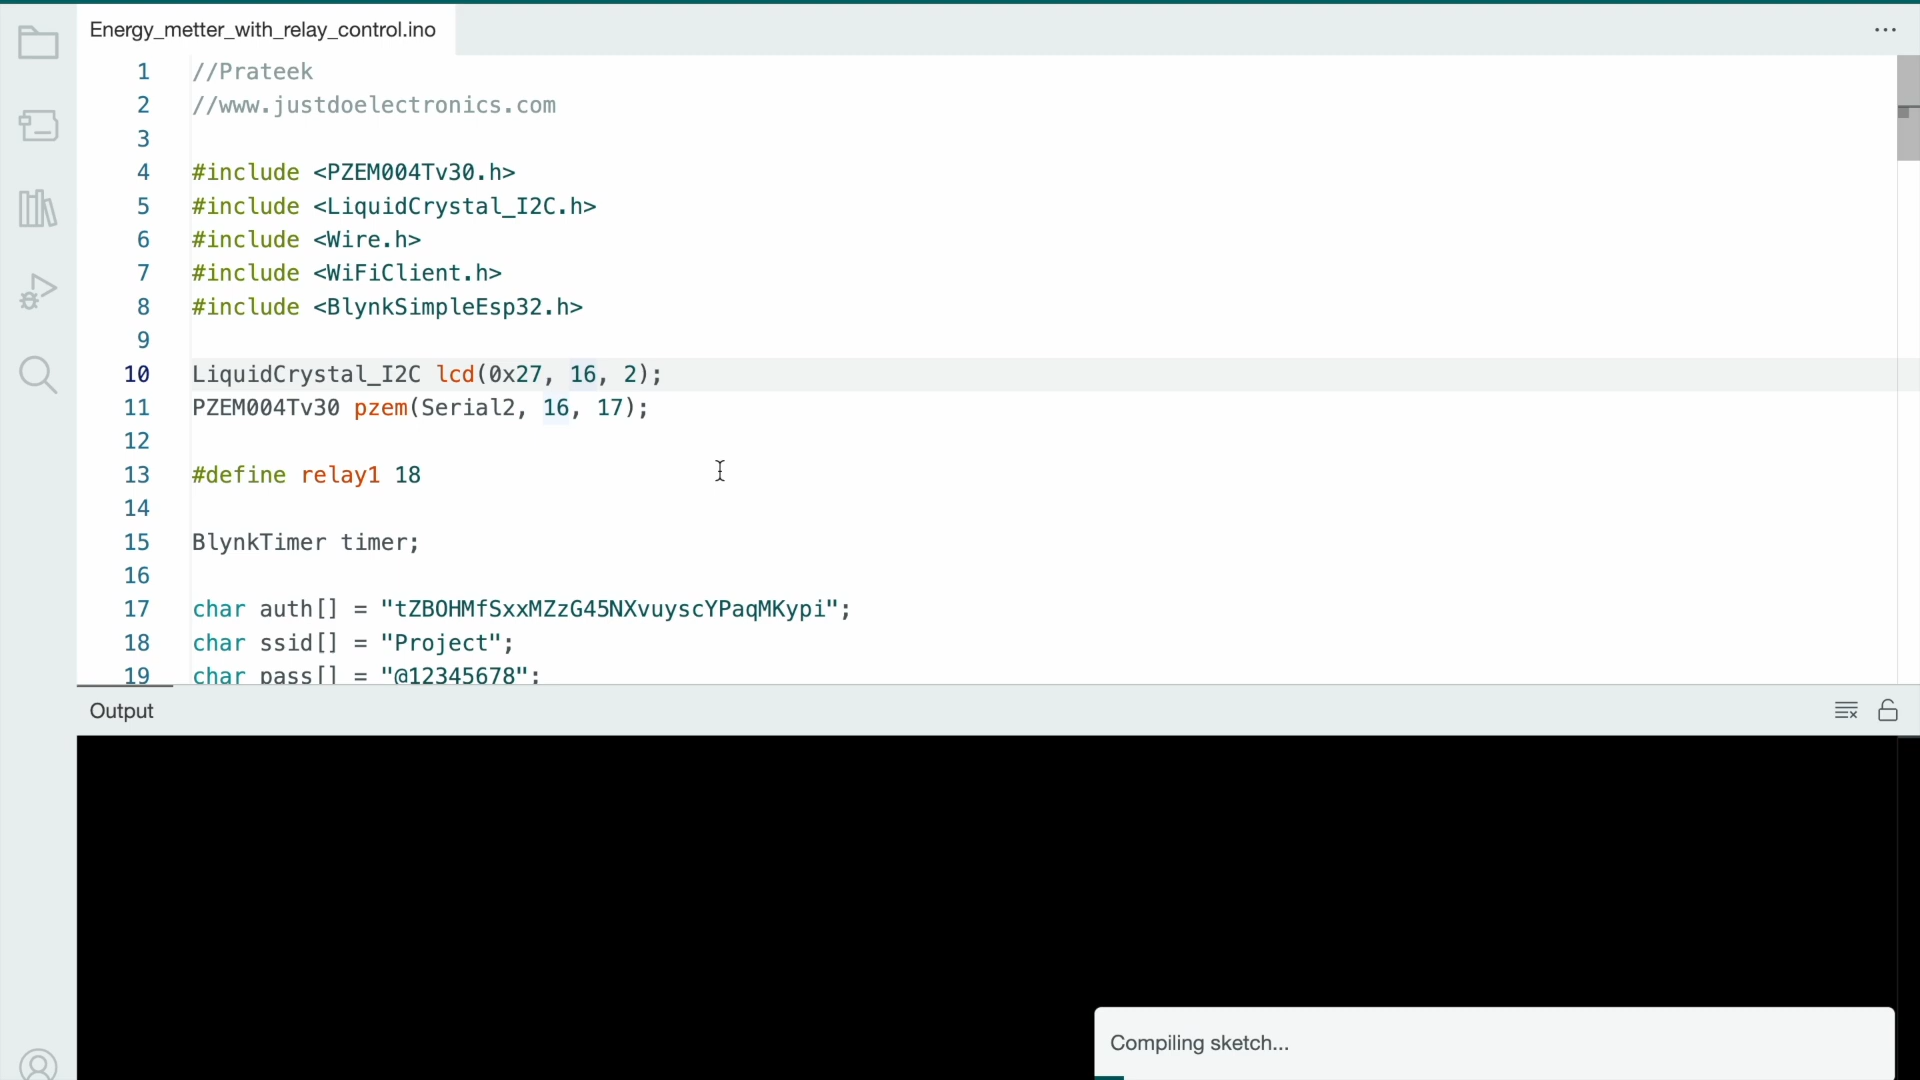 Energy_metter_with_relay_control.ino
1 //Prateek
2 //www.justdoelectronics.com
3
4 #include <PZEM004Tv30.h>
5 #include <LiquidCrystal_I2C.h>
6 #include <Wire.h>
7 #include <WiFiClient.h>
8 #include <BlynkSimpleEsp32.h>
9
10 LiquidCrystal_I2C lcd(0x27, 16, 2);
11 PZEM004Tv30 pzem(Serial2, 16, 17);
12
13 #define relay1 18
14
15 BlynkTimer timer;
16
17 char auth[] = "tZBOHMfSxxMZzG45NXvuyscYPaqMKypi";
18 char ssid[] = "Project";
19 char pass[] = "@12345678";
Output
Compiling sketch...